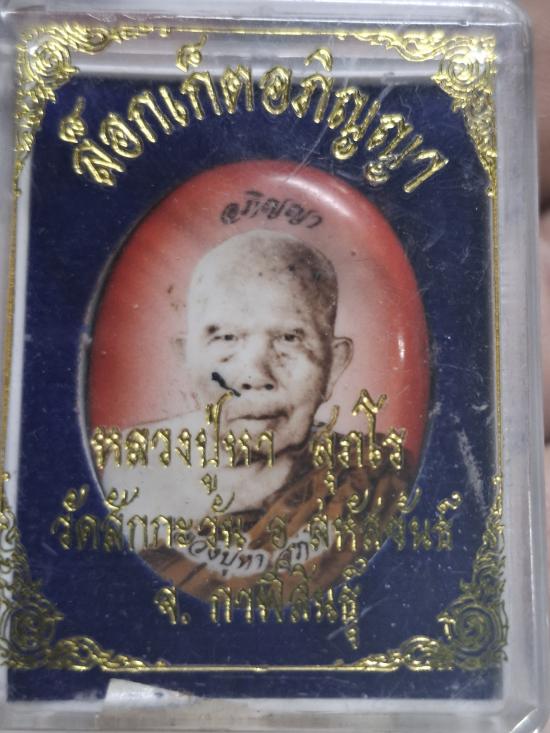 ล็อกเก็ตอภิญญา
อภิญญา
หลวงปู่หา สุภโร
วัดสักกะวัน อ.สหัสขันธ์
จ.กาฬสินธุ์